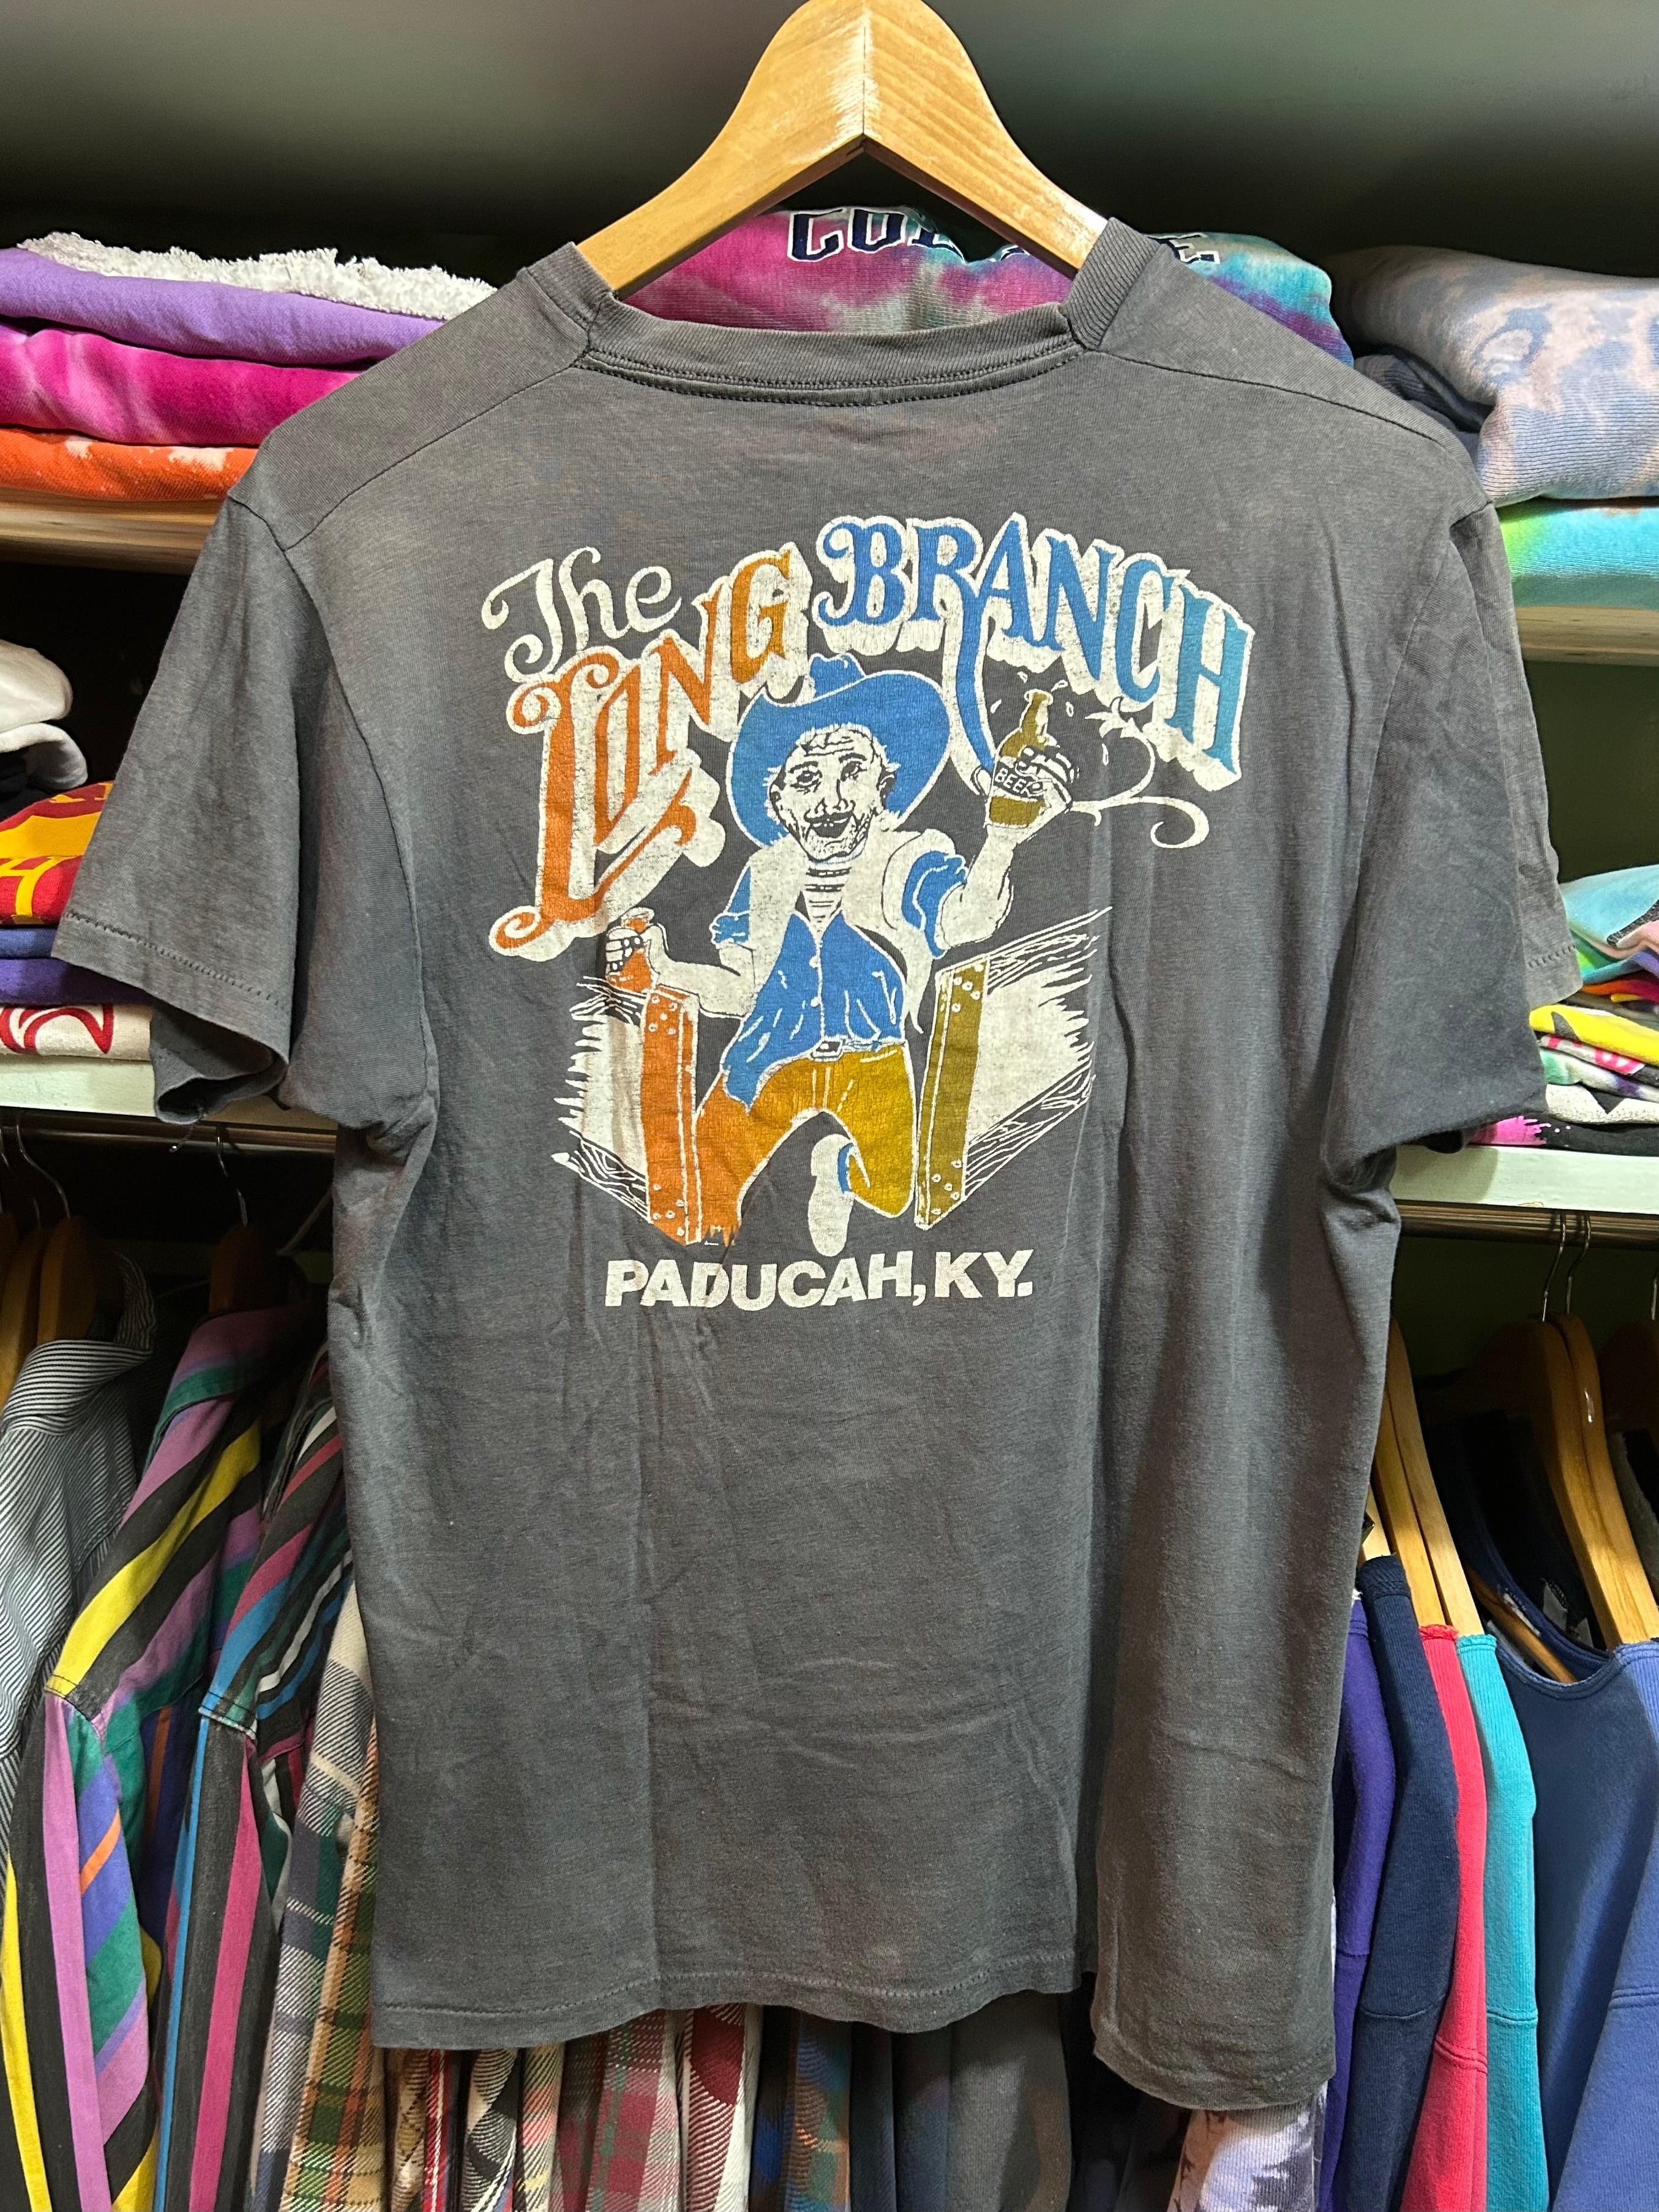 The
LONG BRANCH
BEER
PADUCAH, KY.